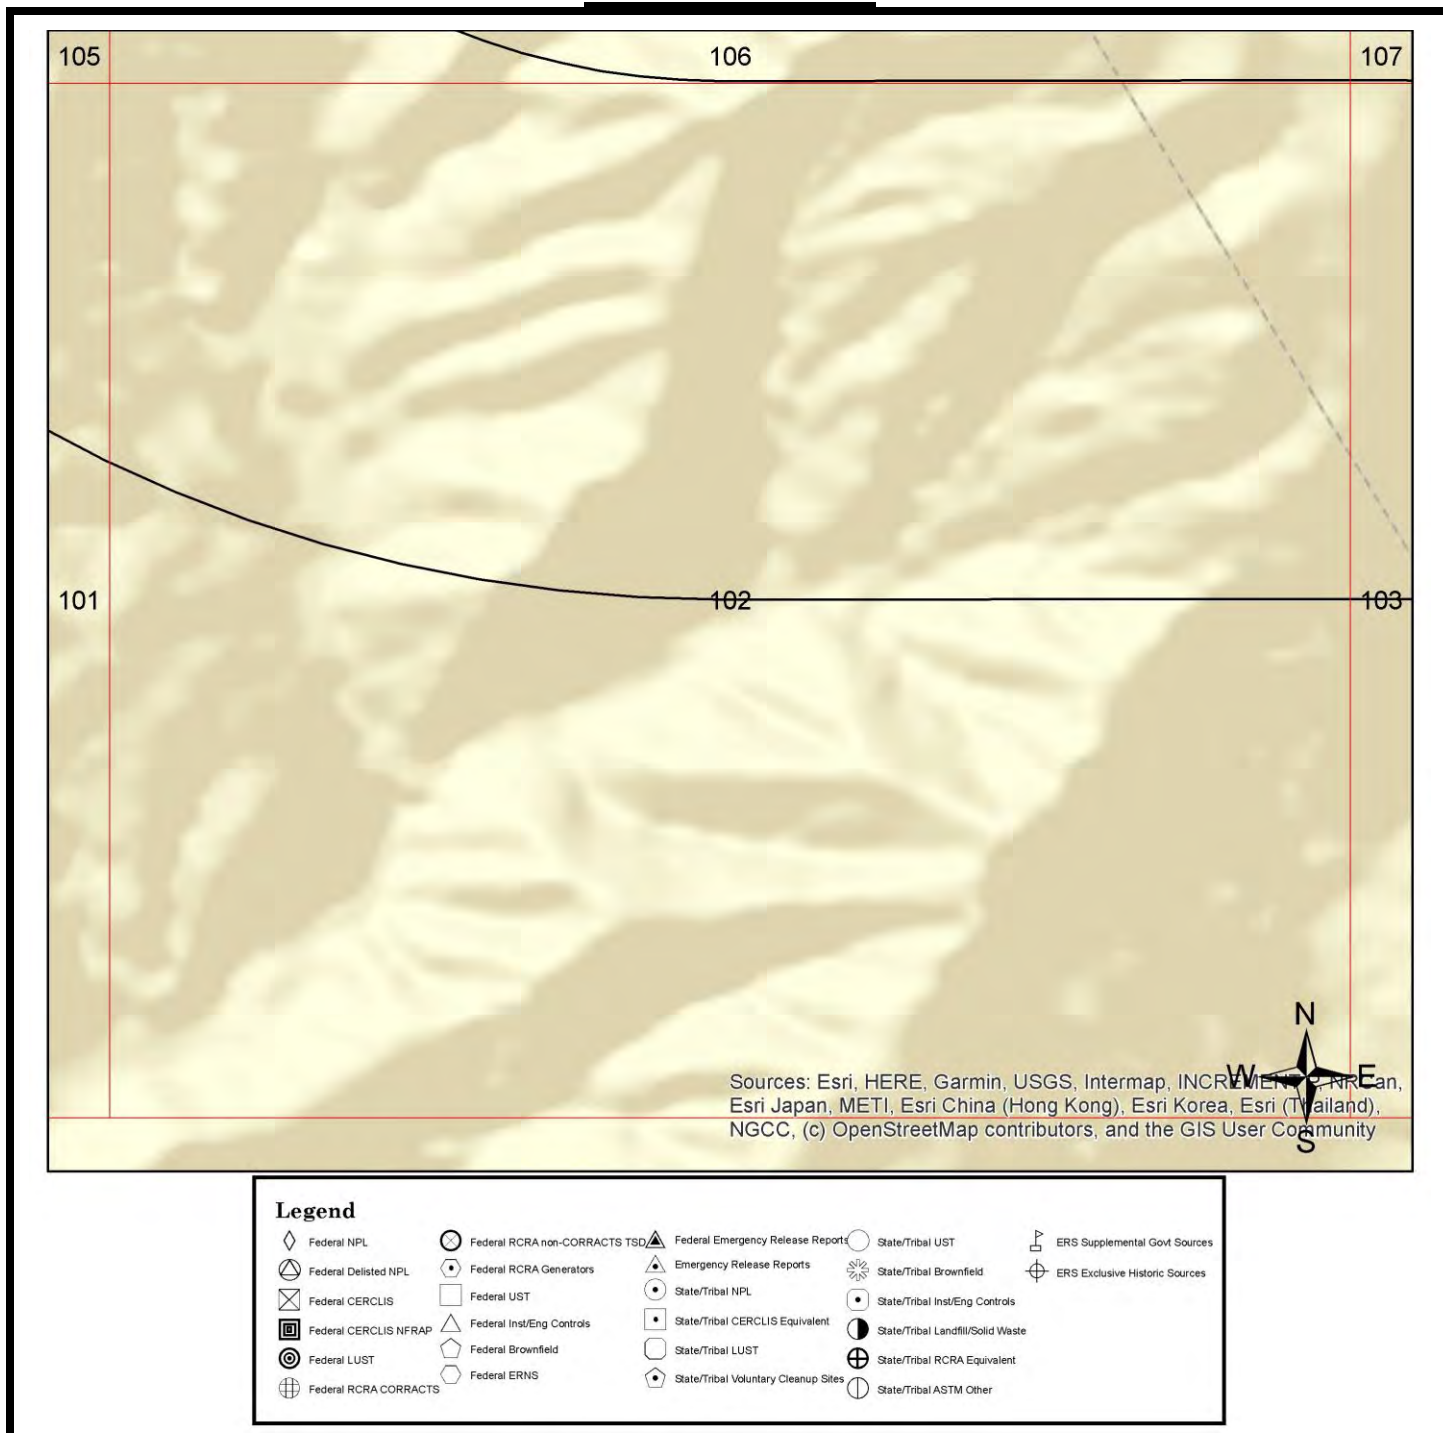 105 106 107
101 102 103
N
W E
S
Sources: Esri, HERE, Garmin, USGS, Intermap, INCREMENT P, NRCan,
Esri Japan, METI, Esri China (Hong Kong), Esri Korea, Esri (Thailand),
NGCC, (c) OpenStreetMap contributors, and the GIS User Community
Legend
Federal NPL
Federal Delisted NPL
Federal CERCLIS
Federal CERCLIS NFRAP
Federal LUST
Federal RCRA CORRACTS
Federal RCRA non-CORRACTS TSD
Federal RCRA Generators
Federal UST
Federal Inst/Eng Controls
Federal Brownfield
Federal ERNS
Federal Emergency Release Reports
Emergency Release Reports
State/Tribal NPL
State/Tribal CERCLIS Equivalent
State/Tribal LUST
State/Tribal Voluntary Cleanup Sites
State/Tribal UST
State/Tribal Brownfield
State/Tribal Inst/Eng Controls
State/Tribal Landfill/Solid Waste
State/Tribal RCRA Equivalent
State/Tribal ASTM Other
ERS Supplemental Govt Sources
ERS Exclusive Historic Sources